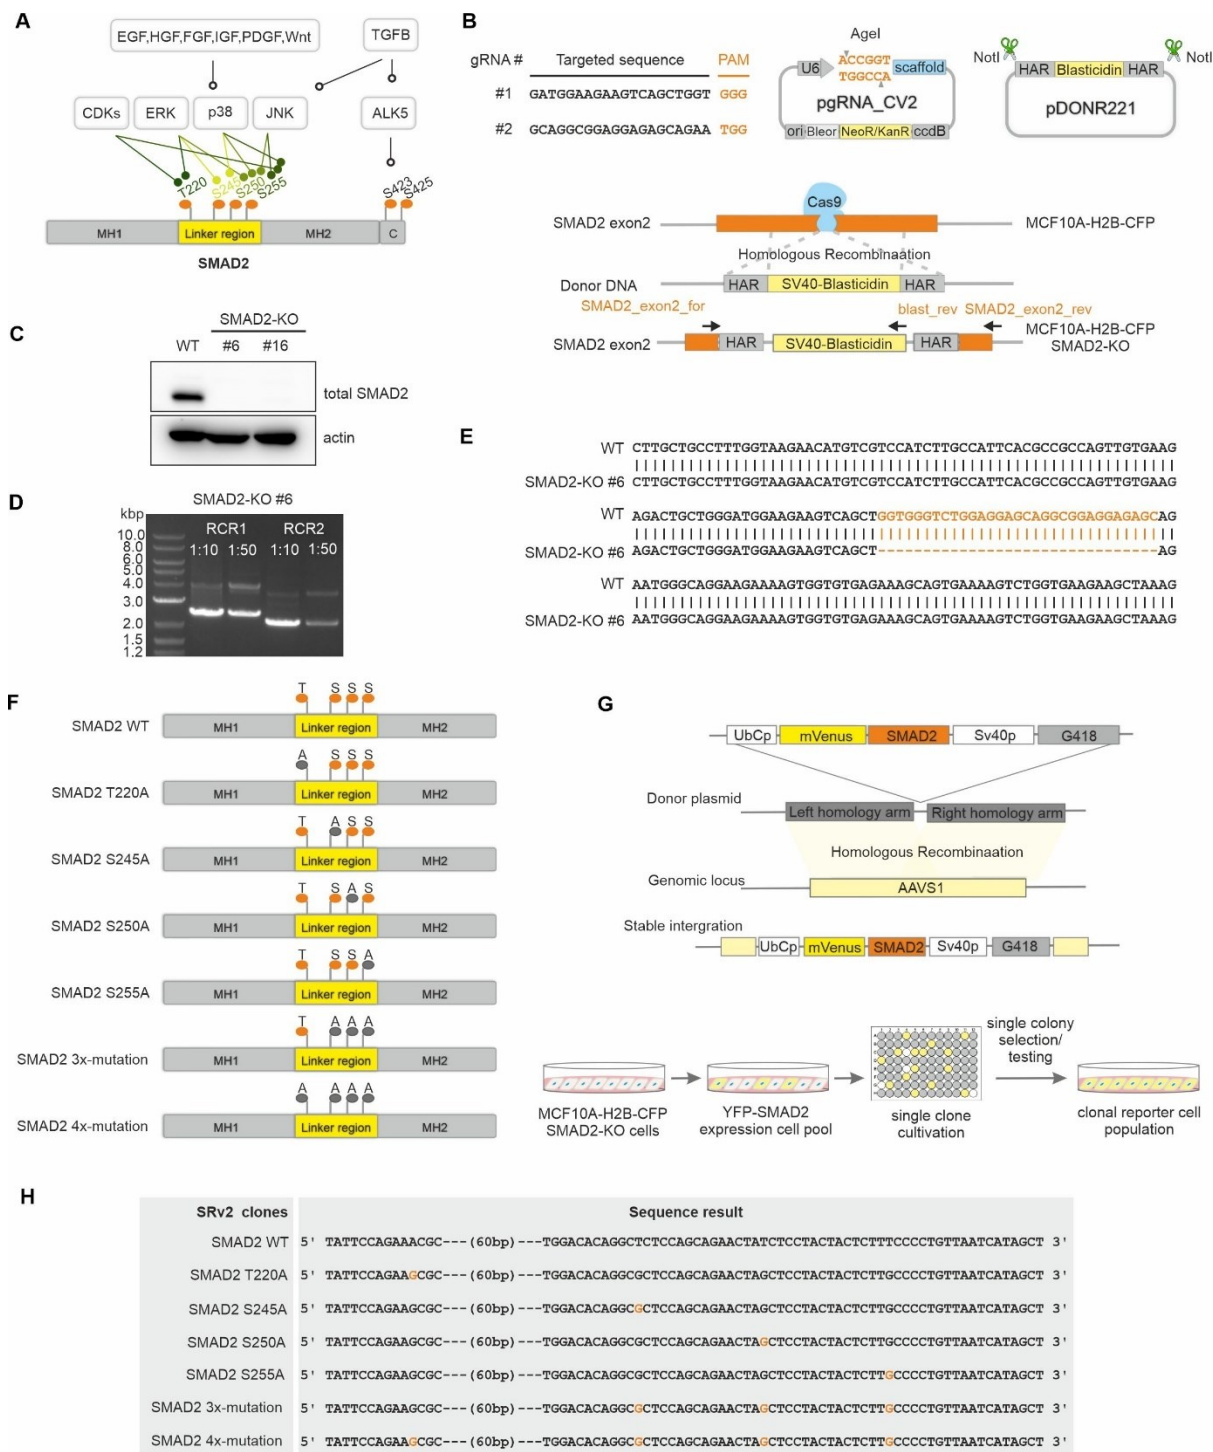 A
EGF,HGF,FGF,IGF,PDGF,Wnt
TGFB
CDKs
ERK
p38
JNK
ALK5
T220
S245
S250
S255
S423
S425
MH1
Linker region
MH2
C
SMAD2
B
gRNA #
Targeted sequence
PAM
#1
GATGGAAGAAGTCAGCTGGT
GGG
#2
GCAGGCGGAGGAGAGCAGAA
TGG
AgeI
U6
ACCGGT
TGGCCA
scaffold
pgRNA_CV2
ori
Bleor
NeoR/KanR
ccdB
NotI
NotI
HAR
Blasticidin
HAR
pDONR221
Cas9
SMAD2 exon2
MCF10A-H2B-CFP
Homologous Recombinaation
Donor DNA
HAR
SV40-Blasticidin
HAR
SMAD2_exon2_for
blast_rev
SMAD2_exon2_rev
SMAD2 exon2
HAR
SV40-Blasticidin
HAR
MCF10A-H2B-CFP
SMAD2-KO
C
SMAD2-KO
WT
#6
#16
total SMAD2
actin
D
SMAD2-KO #6
kbp
RCR1
RCR2
1:10
1:50
1:10
1:50
10.0
8.0
6.0
5.0
4.0
3.0
2.0
1.5
1.2
E
WT CTTGCTGCCTTTGGTAAGAACATGTCGTCCATCTTGCCATTCACGCCGCCAGTTGTGAAG
SMAD2-KO #6 CTTGCTGCCTTTGGTAAGAACATGTCGTCCATCTTGCCATTCACGCCGCCAGTTGTGAAG
WT AGACTGCTGGGATGGAAGAAGTCAGCTGGTGGGTCTGGAGGAGCAGGCGGAGGAGAGCAG
SMAD2-KO #6 AGACTGCTGGGATGGAAGAAGTCAGCT-------------------------------AG
WT AATGGGCAGGAAGAAAAGTGGTGTGAGAAAGCAGTGAAAAGTCTGGTGAAGAAGCTAAAG
SMAD2-KO #6 AATGGGCAGGAAGAAAAGTGGTGTGAGAAAGCAGTGAAAAGTCTGGTGAAGAAGCTAAAG
F
T S S S
SMAD2 WT
MH1
Linker region
MH2
A S S S
SMAD2 T220A
MH1
Linker region
MH2
T A S S
SMAD2 S245A
MH1
Linker region
MH2
T S A S
SMAD2 S250A
MH1
Linker region
MH2
T S S A
SMAD2 S255A
MH1
Linker region
MH2
T A A A
SMAD2 3x-mutation
MH1
Linker region
MH2
A A A A
SMAD2 4x-mutation
MH1
Linker region
MH2
G
UbCp
mVenus
SMAD2
Sv40p
G418
Donor plasmid
Left homology arm
Right homology arm
Homologous Recombinaation
Genomic locus
AAVS1
Stable intergration
UbCp
mVenus
SMAD2
Sv40p
G418
single colony
selection/
testing
MCF10A-H2B-CFP
SMAD2-KO cells
YFP-SMAD2
expression cell pool
single clone
cultivation
clonal reporter cell
population
H
SRv2 clones
Sequence result
SMAD2 WT 5' TATTCCAGAAACGC---(60bp)---TGGACACAGGCTCTCCAGCAGAACTATCTCCTACTACTCTTTCCCCTGTTAATCATAGCT 3'
SMAD2 T220A 5' TATTCCAGAAGCGC---(60bp)---TGGACACAGGCGCTCCAGCAGAACTAGCTCCTACTACTCTTGCCCCTGTTAATCATAGCT 3'
SMAD2 S245A 5' TATTCCAGAAGCGC---(60bp)---TGGACACAGGCGCTCCAGCAGAACTAGCTCCTACTACTCTTGCCCCTGTTAATCATAGCT 3'
SMAD2 S250A 5' TATTCCAGAAGCGC---(60bp)---TGGACACAGGCGCTCCAGCAGAACTAGCTCCTACTACTCTTGCCCCTGTTAATCATAGCT 3'
SMAD2 S255A 5' TATTCCAGAAGCGC---(60bp)---TGGACACAGGCGCTCCAGCAGAACTAGCTCCTACTACTCTTGCCCCTGTTAATCATAGCT 3'
SMAD2 3x-mutation 5' TATTCCAGAAGCGC---(60bp)---TGGACACAGGCGCTCCAGCAGAACTAGCTCCTACTACTCTTGCCCCTGTTAATCATAGCT 3'
SMAD2 4x-mutation 5' TATTCCAGAAGCGC---(60bp)---TGGACACAGGCGCTCCAGCAGAACTAGCTCCTACTACTCTTGCCCCTGTTAATCATAGCT 3'